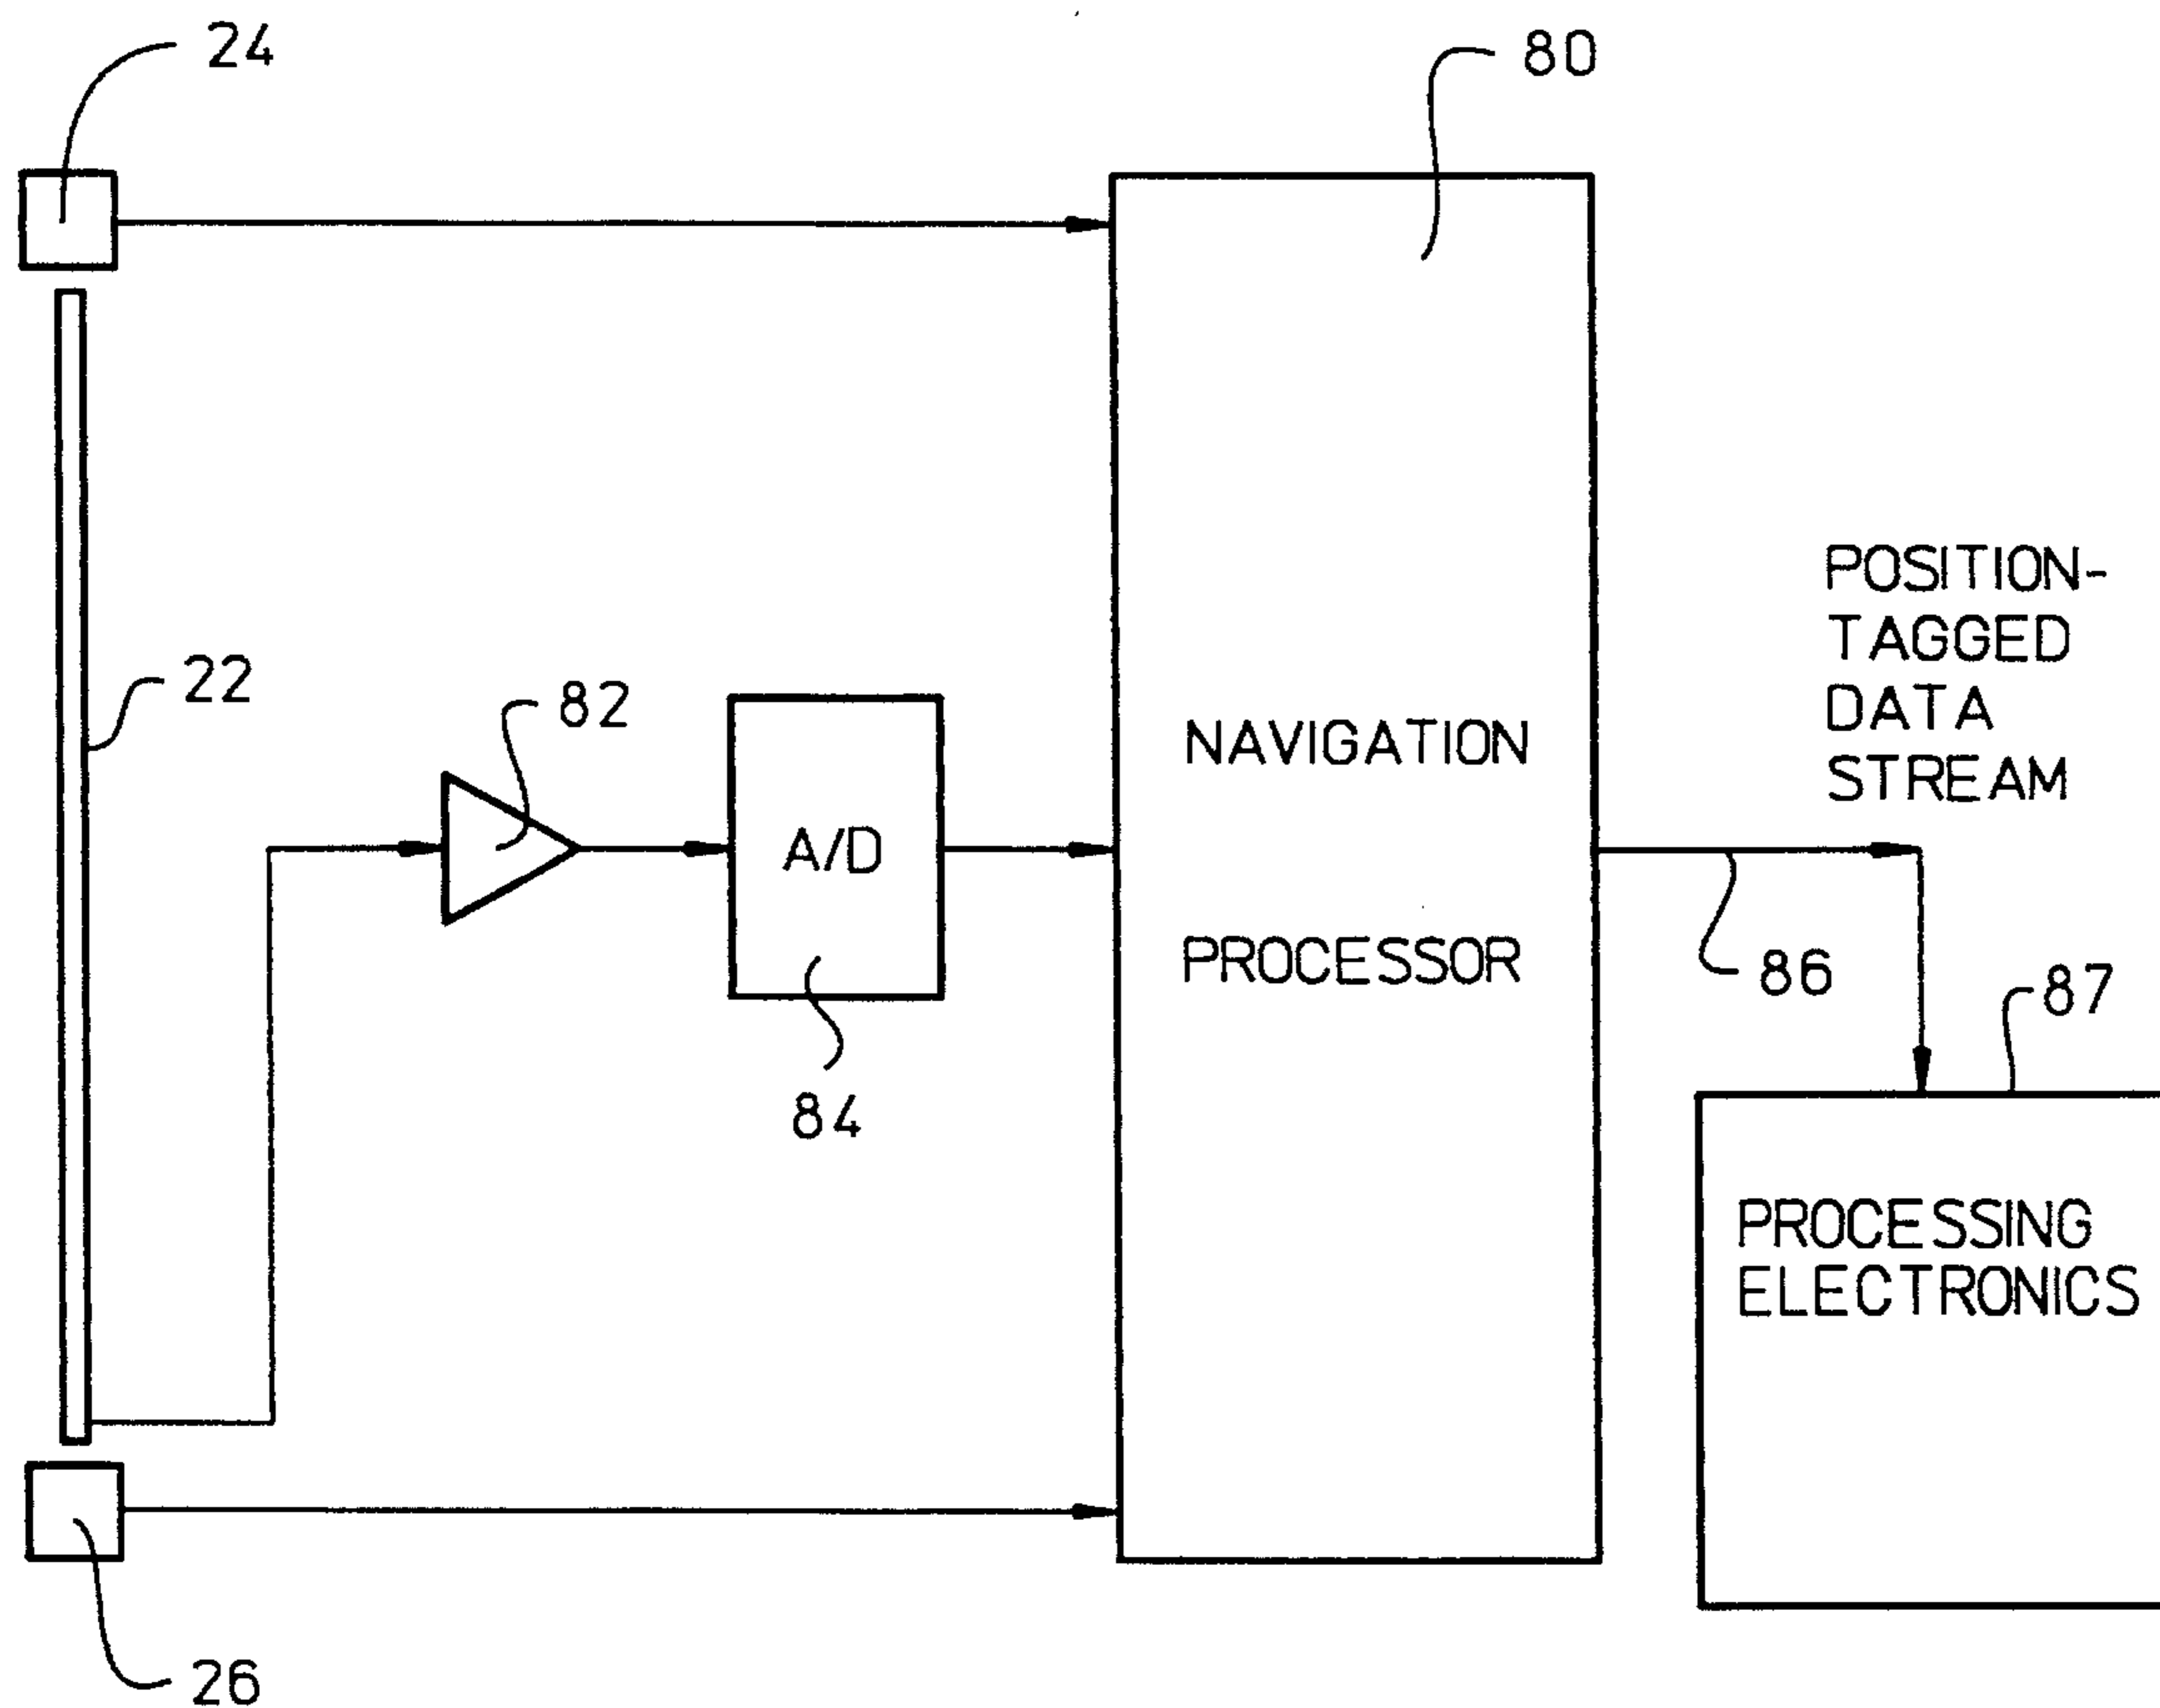 24
80
POSITION-
TAGGED
DATA
STREAM
22
82
NAVIGATION
A/D
PROCESSOR
86
87
84
PROCESSING
ELECTRONICS
26